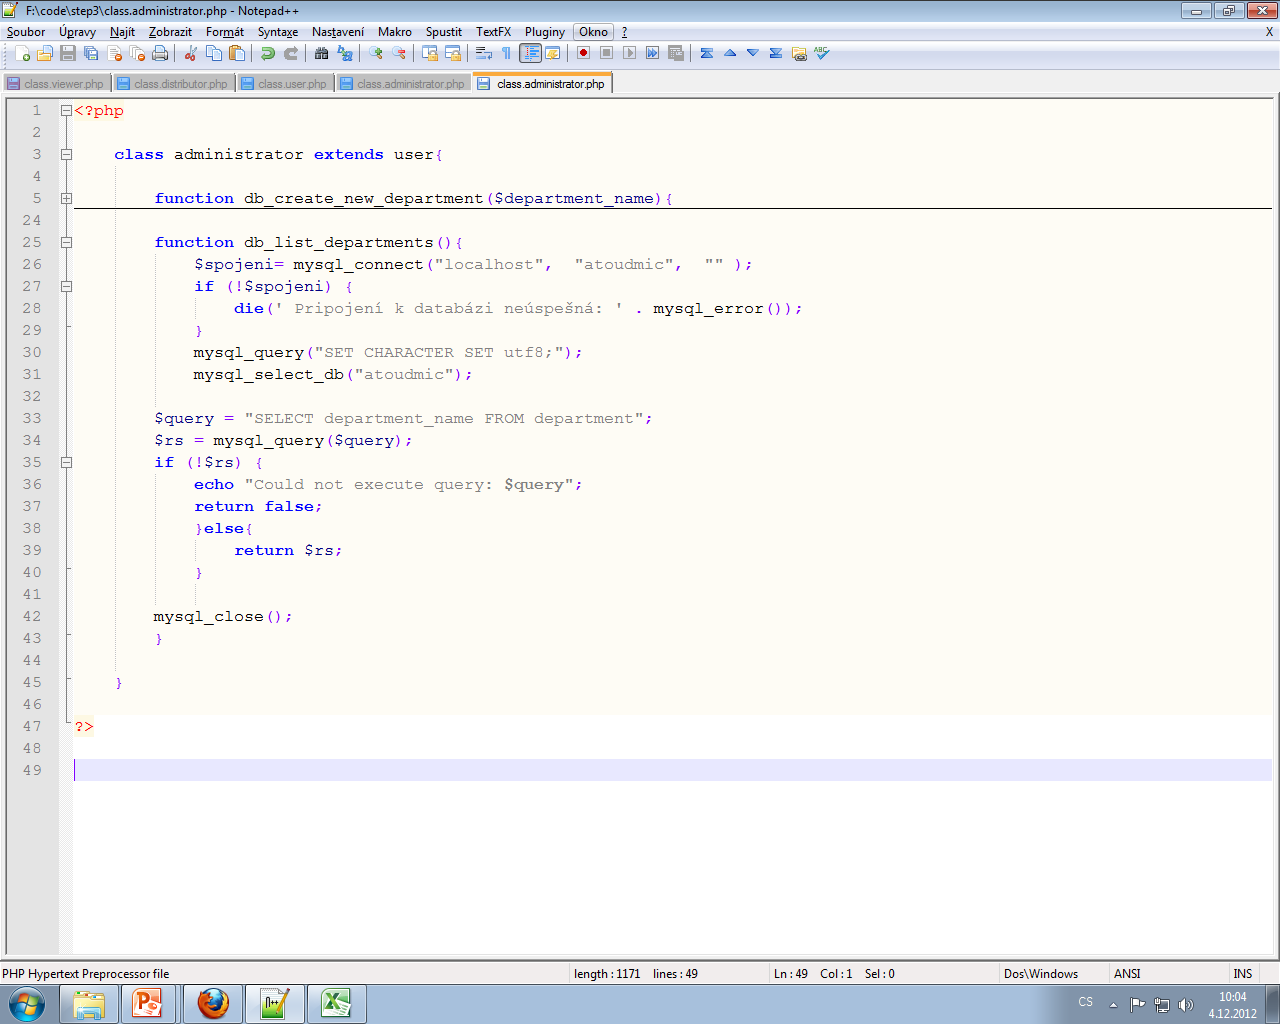 F:\code\step3\class.administrator.php - Notepad++
Soubor Úpravy Najít Zobrazit Formát Syntaxe Nastavení Makro Spustit TextFX Pluginy Okno ? X
class.viewer.php class.distributor.php class.user.php class.administrator.php class.administrator.php
1 <?php
2
3 class administrator extends user{
4
5 function db_create_new_department($department_name){
24
25 function db_list_departments(){
26 $spojeni= mysql_connect("localhost", "atoudmic", "" );
27 if (!$spojeni) {
28 die(' Pripojení k databázi neúspešná: ' . mysql_error());
29 }
30 mysql_query("SET CHARACTER SET utf8;");
31 mysql_select_db("atoudmic");
32
33 $query = "SELECT department_name FROM department";
34 $rs = mysql_query($query);
35 if (!$rs) {
36 echo "Could not execute query: $query";
37 return false;
38 }else{
39 return $rs;
40 }
41
42 mysql_close();
43 }
44
45 }
46
47 ?>
48
49
PHP Hypertext Preprocessor file length : 1171 lines : 49 Ln : 49 Col : 1 Sel : 0 Dos\Windows ANSI INS
CS 10:04
4.12.2012